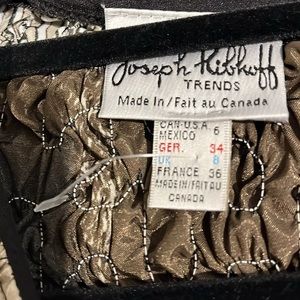 Joseph Ribkoff
TRENDS
Made In/Fait au Canada
CAN-U.S.A 6
MEXICO
GER. 34
UK 8
FRANCE 36
MADE IN/FAIT AU
CANADA